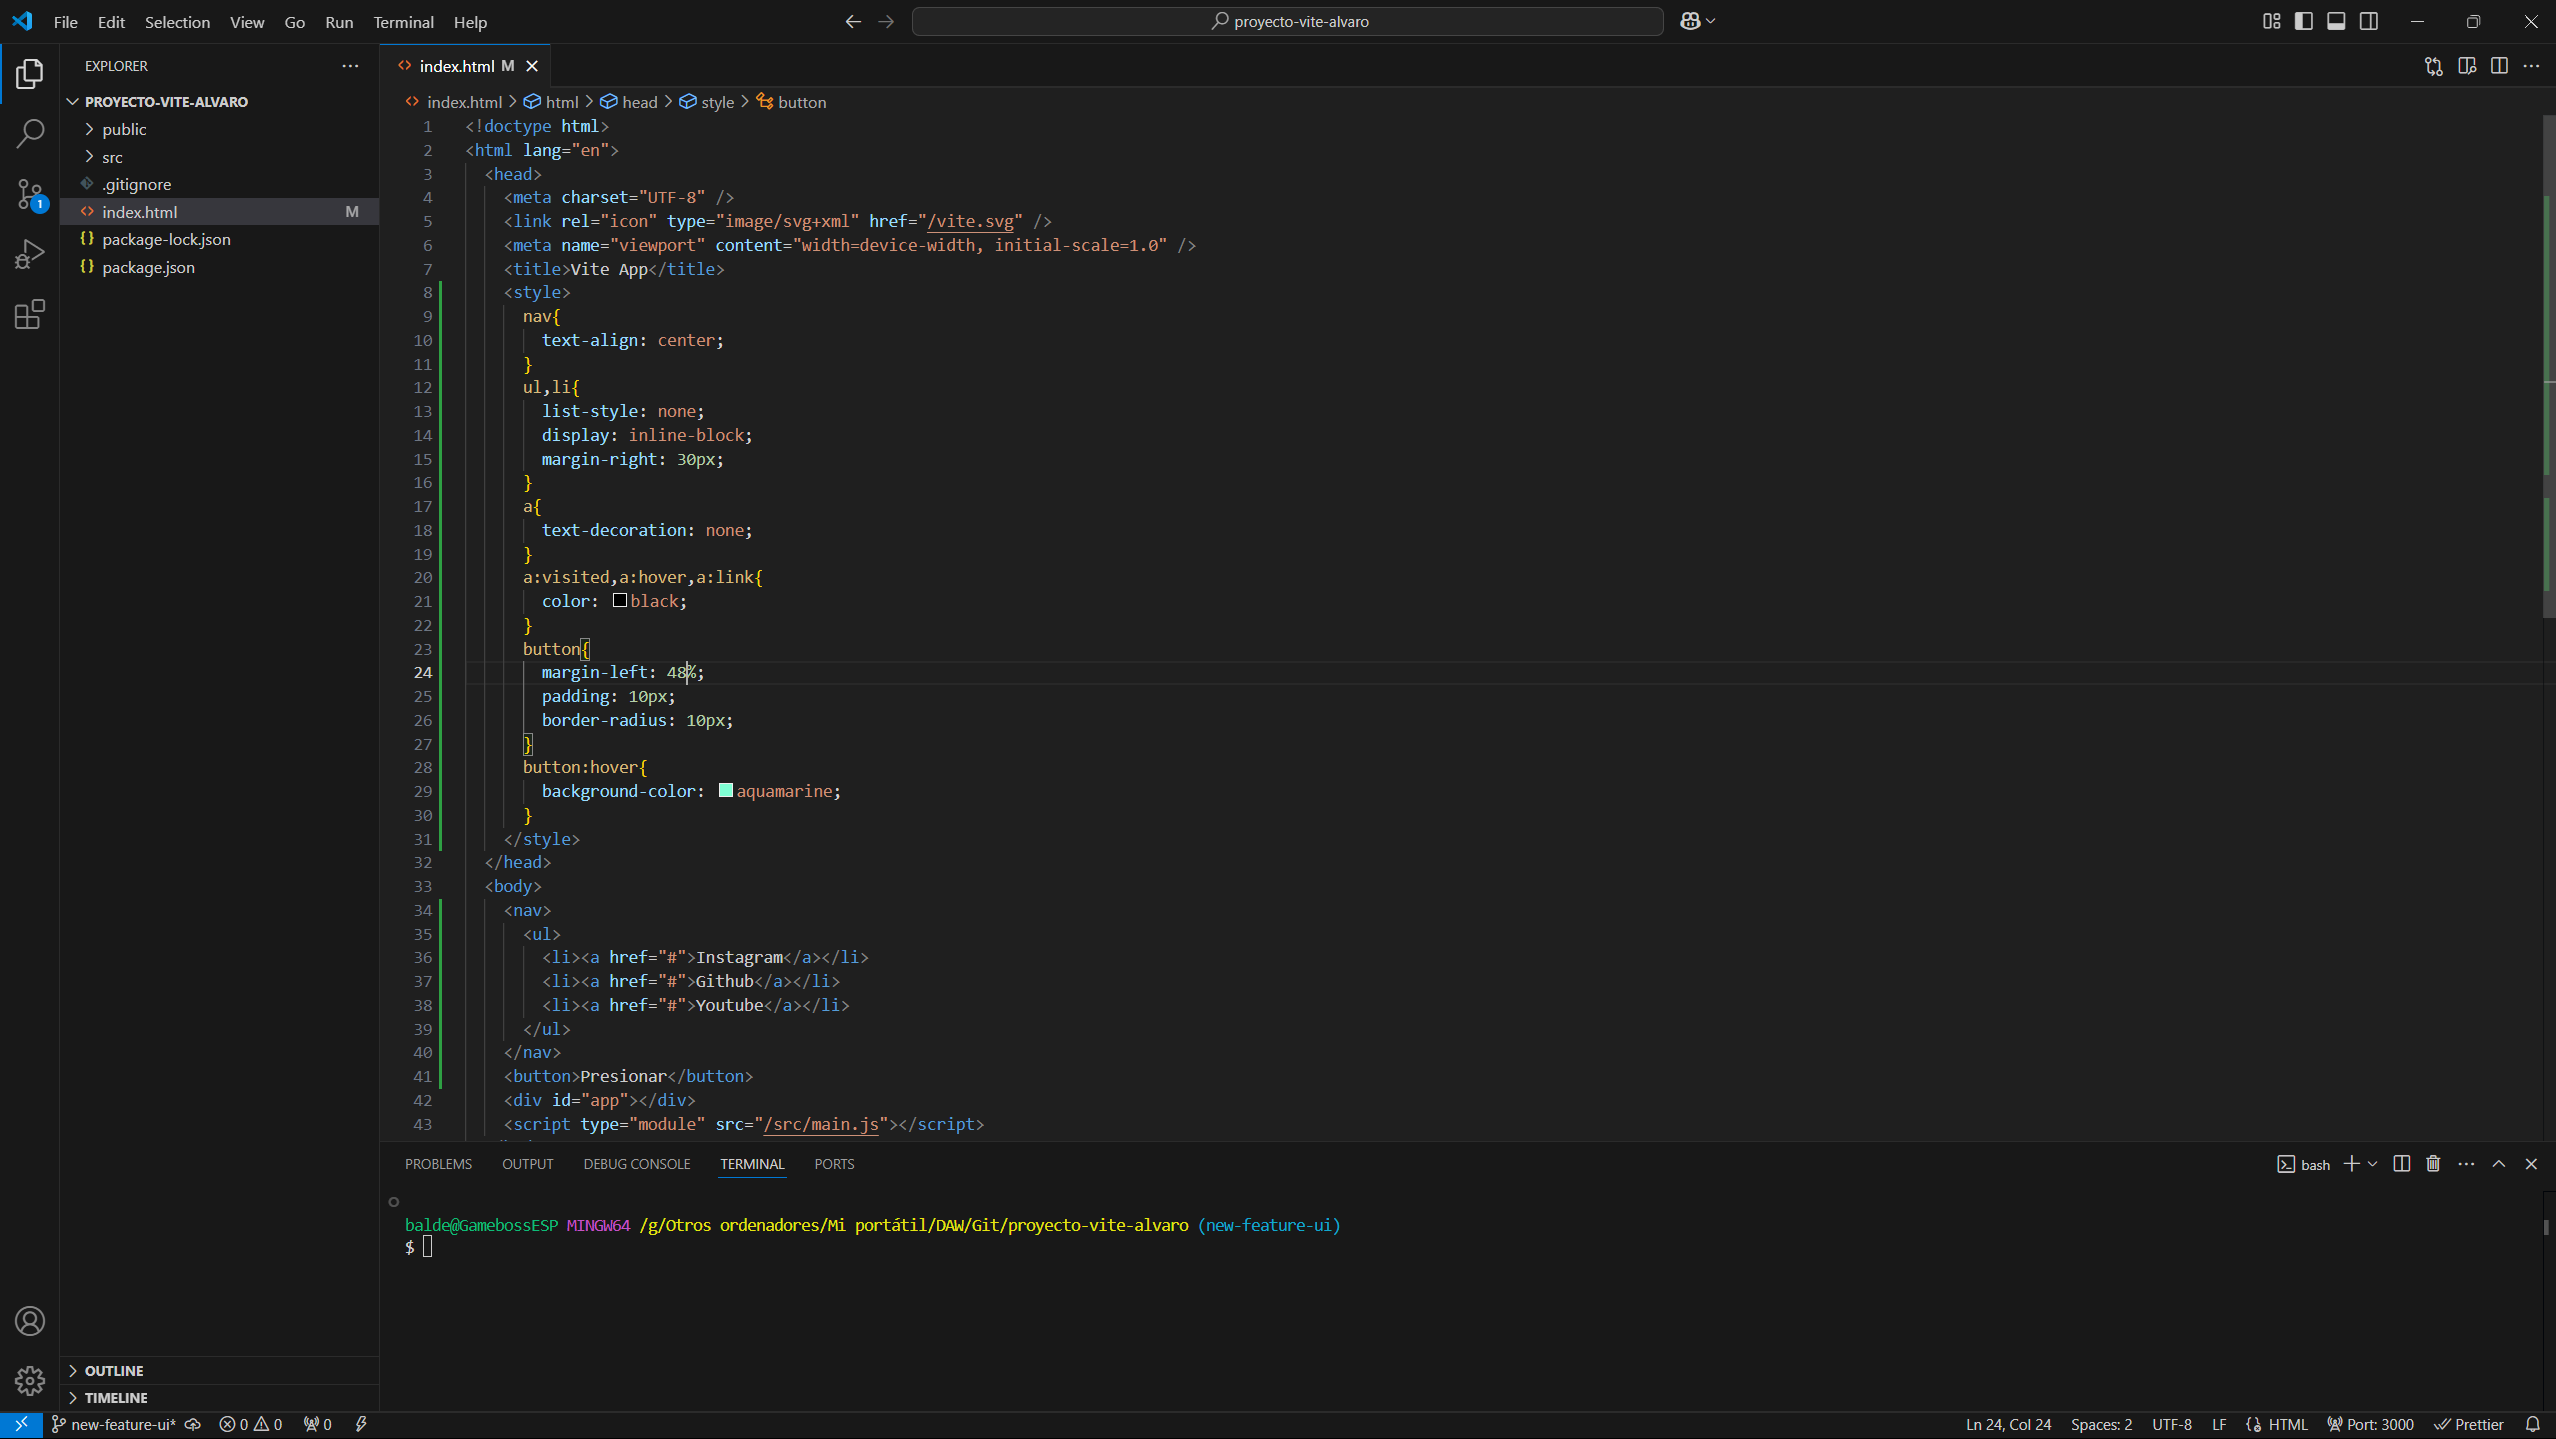 File Edit Selection View Go Run Terminal Help
proyecto-vite-alvaro
EXPLORER
PROYECTO-VITE-ALVARO
public
src
.gitignore
index.html M
package-lock.json
package.json
OUTLINE
TIMELINE
1
index.html M
index.html > html > head > style > button
1 <!doctype html>
2 <html lang="en">
3 <head>
4 <meta charset="UTF-8" />
5 <link rel="icon" type="image/svg+xml" href="/vite.svg" />
6 <meta name="viewport" content="width=device-width, initial-scale=1.0" />
7 <title>Vite App</title>
8 <style>
9 nav{
10 text-align: center;
11 }
12 ul,li{
13 list-style: none;
14 display: inline-block;
15 margin-right: 30px;
16 }
17 a{
18 text-decoration: none;
19 }
20 a:visited,a:hover,a:link{
21 color: black;
22 }
23 button{
24 margin-left: 48%;
25 padding: 10px;
26 border-radius: 10px;
27 }
28 button:hover{
29 background-color: aquamarine;
30 }
31 </style>
32 </head>
33 <body>
34 <nav>
35 <ul>
36 <li><a href="#">Instagram</a></li>
37 <li><a href="#">Github</a></li>
38 <li><a href="#">Youtube</a></li>
39 </ul>
40 </nav>
41 <button>Presionar</button>
42 <div id="app"></div>
43 <script type="module" src="/src/main.js"></script>
PROBLEMS OUTPUT DEBUG CONSOLE TERMINAL PORTS
bash
balde@GamebossESP MINGW64 /g/Otros ordenadores/Mi portátil/DAW/Git/proyecto-vite-alvaro (new-feature-ui)
$
new-feature-ui* 0 0 0
Ln 24, Col 24 Spaces: 2 UTF-8 LF HTML Port: 3000 Prettier